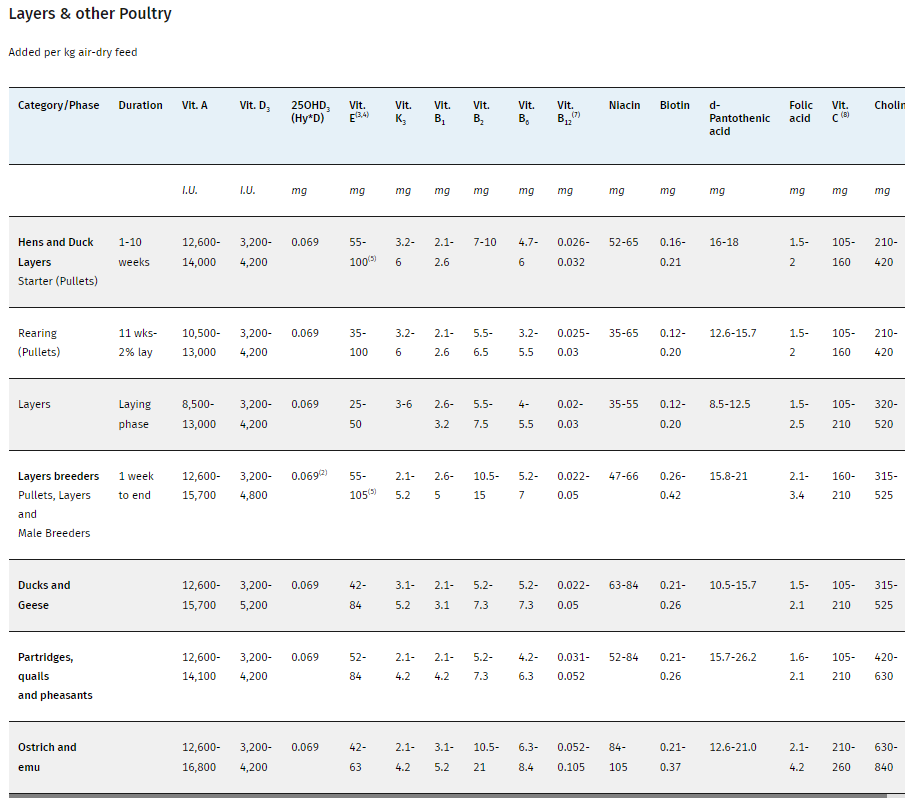 Layers & other Poultry
Added per kg air-dry feed
Category/Phase Duration Vit. A Vit. D3 25OHD3 (Hy*D) Vit. E(3,4) Vit. K3 Vit. B1 Vit. B2 Vit. B6 Vit. B12(7) Niacin Biotin d-Pantothenic acid Folic acid Vit. C (8) Cholin
I.U. I.U. mg mg mg mg mg mg mg mg mg mg mg mg mg
Hens and Duck Layers Starter (Pullets) 1-10 weeks 12,600-14,000 3,200-4,200 0.069 55-100(5) 3.2-6 2.1-2.6 7-10 4.7-6 0.026-0.032 52-65 0.16-0.21 16-18 1.5-2 105-160 210-420
Rearing (Pullets) 11 wks-2% lay 10,500-13,000 3,200-4,200 0.069 35-100 3.2-6 2.1-2.6 5.5-6.5 3.2-5.5 0.025-0.03 35-65 0.12-0.20 12.6-15.7 1.5-2 105-160 210-420
Layers Laying phase 8,500-13,000 3,200-4,200 0.069 25-50 3-6 2.6-3.2 5.5-7.5 4-5.5 0.02-0.03 35-55 0.12-0.20 8.5-12.5 1.5-2.5 105-210 320-520
Layers breeders Pullets, Layers and Male Breeders 1 week to end 12,600-15,700 3,200-4,800 0.069(2) 55-105(5) 2.1-5.2 2.6-5 10.5-15 5.2-7 0.022-0.05 47-66 0.26-0.42 15.8-21 2.1-3.4 160-210 315-525
Ducks and Geese 12,600-15,700 3,200-5,200 0.069 42-84 3.1-5.2 2.1-3.1 5.2-7.3 5.2-7.3 0.022-0.05 63-84 0.21-0.26 10.5-15.7 1.5-2.1 105-210 315-525
Partridges, quails and pheasants 12,600-14,100 3,200-4,200 0.069 52-84 2.1-4.2 2.1-4.2 5.2-7.3 4.2-6.3 0.031-0.052 52-84 0.21-0.26 15.7-26.2 1.6-2.1 105-210 420-630
Ostrich and emu 12,600-16,800 3,200-4,200 0.069 42-63 2.1-4.2 3.1-5.2 10.5-21 6.3-8.4 0.052-0.105 84-105 0.21-0.37 12.6-21.0 2.1-4.2 210-260 630-840